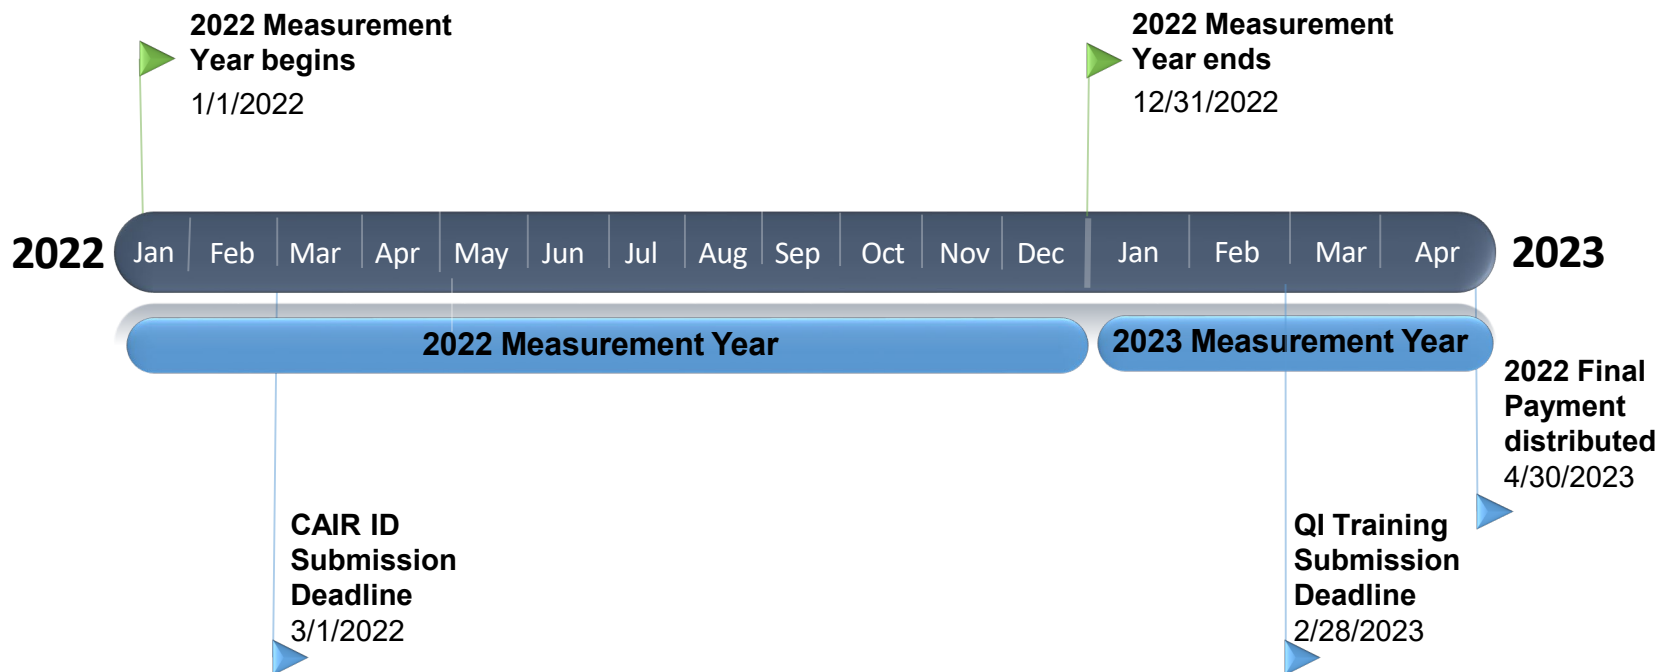 2022 Measurement
Year begins
1/1/2022
2022 Measurement
Year ends
12/31/2022
2022 Jan Feb Mar Apr May Jun Jul Aug Sep Oct Nov Dec Jan Feb Mar Apr 2023
2022 Measurement Year
2023 Measurement Year
2022 Final
Payment
distributed
4/30/2023
CAIR ID
Submission
Deadline
3/1/2022
QI Training
Submission
Deadline
2/28/2023